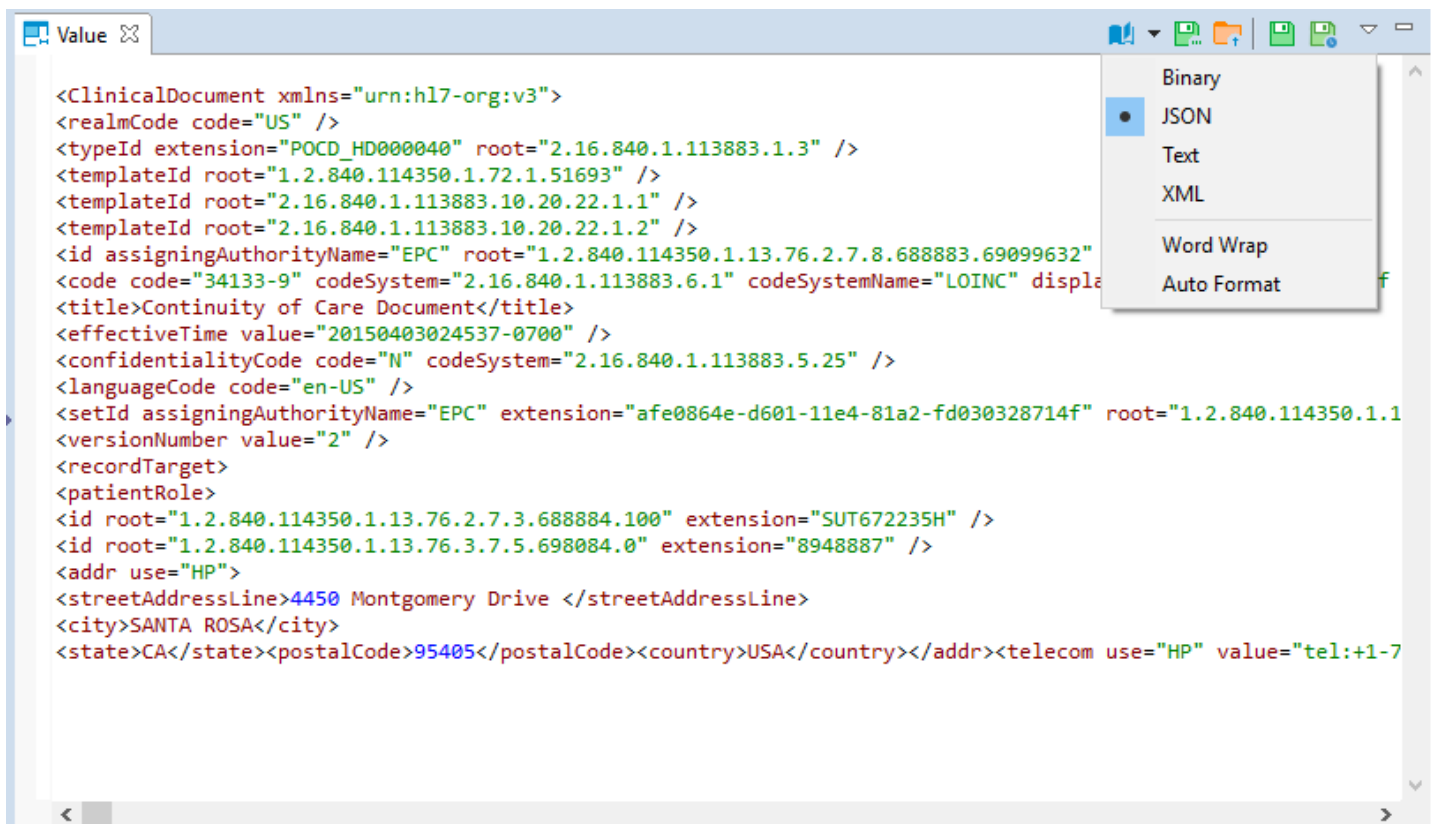 Value
Binary
JSON
Text
XML
Word Wrap
Auto Format
<ClinicalDocument xmlns="urn:hl7-org:v3">
<realmCode code="US" />
<typeId extension="POCD_HD000040" root="2.16.840.1.113883.1.3" />
<templateId root="1.2.840.114350.1.72.1.51693" />
<templateId root="2.16.840.1.113883.10.20.22.1.1" />
<templateId root="2.16.840.1.113883.10.20.22.1.2" />
<id assigningAuthorityName="EPC" root="1.2.840.114350.1.13.76.2.7.8.688883.69099632"
<code code="34133-9" codeSystem="2.16.840.1.113883.6.1" codeSystemName="LOINC" displa f
<title>Continuity of Care Document</title>
<effectiveTime value="20150403024537-0700" />
<confidentialityCode code="N" codeSystem="2.16.840.1.113883.5.25" />
<languageCode code="en-US" />
<setId assigningAuthorityName="EPC" extension="afe0864e-d601-11e4-81a2-fd030328714f" root="1.2.840.114350.1.1
<versionNumber value="2" />
<recordTarget>
<patientRole>
<id root="1.2.840.114350.1.13.76.2.7.3.688884.100" extension="SUT672235H" />
<id root="1.2.840.114350.1.13.76.3.7.5.698084.0" extension="8948887" />
<addr use="HP">
<streetAddressLine>4450 Montgomery Drive </streetAddressLine>
<city>SANTA ROSA</city>
<state>CA</state><postalCode>95405</postalCode><country>USA</country></addr><telecom use="HP" value="tel:+1-7